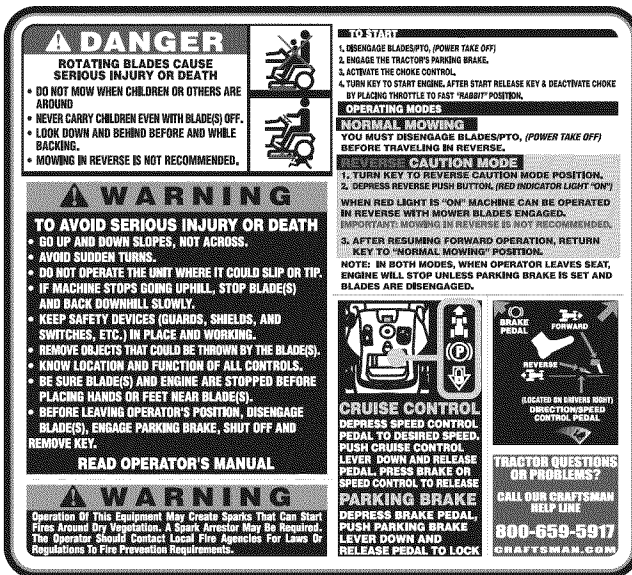 DANGER
ROTATING BLADES CAUSE
SERIOUS INJURY OR DEATH
• DO NOT MOW WHEN CHILDREN OR OTHERS ARE
AROUND
• NEVER CARRY CHILDREN EVEN WITH BLADE(S) OFF.
• LOOK DOWN AND BEHIND BEFORE AND WHILE
BACKING.
• MOWING IN REVERSE IS NOT RECOMMENDED.
WARNING
TO AVOID SERIOUS INJURY OR DEATH
• GO UP AND DOWN SLOPES, NOT ACROSS.
• AVOID SUDDEN TURNS.
• DO NOT OPERATE THE UNIT WHERE IT COULD SLIP OR TIP.
• IF MACHINE STOPS GOING UPHILL, STOP BLADE(S)
AND BACK DOWNHILL SLOWLY.
• KEEP SAFETY DEVICES (GUARDS, SHIELDS, AND
SWITCHES, ETC.) IN PLACE AND WORKING.
• REMOVE OBJECTS THAT COULD BE THROWN BY THE BLADE(S).
• KNOW LOCATION AND FUNCTION OF ALL CONTROLS.
• BE SURE BLADE(S) AND ENGINE ARE STOPPED BEFORE
PLACING HANDS OR FEET NEAR BLADE(S).
• BEFORE LEAVING OPERATOR'S POSITION, DISENGAGE
BLADE(S), ENGAGE PARKING BRAKE, SHUT OFF AND
REMOVE KEY.
READ OPERATOR'S MANUAL
WARNING
Operation Of This Equipment May Create Sparks That Can Start
Fires Around Dry Vegetation. A Spark Arrestor May Be Required.
The Operator Should Contact Local Fire Agencies For Laws Or
Regulations To Fire Prevention Requirements.
TO START
1. DISENGAGE BLADES/PTO, (POWER TAKE OFF)
2. ENGAGE THE TRACTOR'S PARKING BRAKE.
3. ACTIVATE THE CHOKE CONTROL.
4. TURN KEY TO START ENGINE. AFTER START RELEASE KEY & DEACTIVATE CHOKE
BY PLACING THROTTLE TO FAST "RABBIT" POSITION.
OPERATING MODES
NORMAL MOWING
YOU MUST DISENGAGE BLADES/PTO, (POWER TAKE OFF)
BEFORE TRAVELING IN REVERSE.
REVERSE CAUTION MODE
1. TURN KEY TO REVERSE CAUTION MODE POSITION.
2. DEPRESS REVERSE PUSH BUTTON, (RED INDICATOR LIGHT "ON")
WHEN RED LIGHT IS "ON" MACHINE CAN BE OPERATED
IN REVERSE WITH MOWER BLADES ENGAGED.
IMPORTANT: MOWING IN REVERSE IS NOT RECOMMENDED.
3. AFTER RESUMING FORWARD OPERATION, RETURN
KEY TO "NORMAL MOWING" POSITION.
NOTE: IN BOTH MODES, WHEN OPERATOR LEAVES SEAT,
ENGINE WILL STOP UNLESS PARKING BRAKE IS SET AND
BLADES ARE DISENGAGED.
P
CRUISE CONTROL
DEPRESS SPEED CONTROL
PEDAL TO DESIRED SPEED.
PUSH CRUISE CONTROL
LEVER DOWN AND RELEASE
PEDAL. PRESS BRAKE OR
SPEED CONTROL TO RELEASE
PARKING BRAKE
DEPRESS BRAKE PEDAL,
PUSH PARKING BRAKE
LEVER DOWN AND
RELEASE PEDAL TO LOCK
BRAKE
PEDAL
FORWARD
REVERSE
(LOCATED ON DRIVERS RIGHT)
DIRECTION/SPEED
CONTROL PEDAL
TRACTOR QUESTIONS
OR PROBLEMS?
CALL OUR CRAFTSMAN
HELP LINE
800-659-5917
CRAFTSMAN.COM